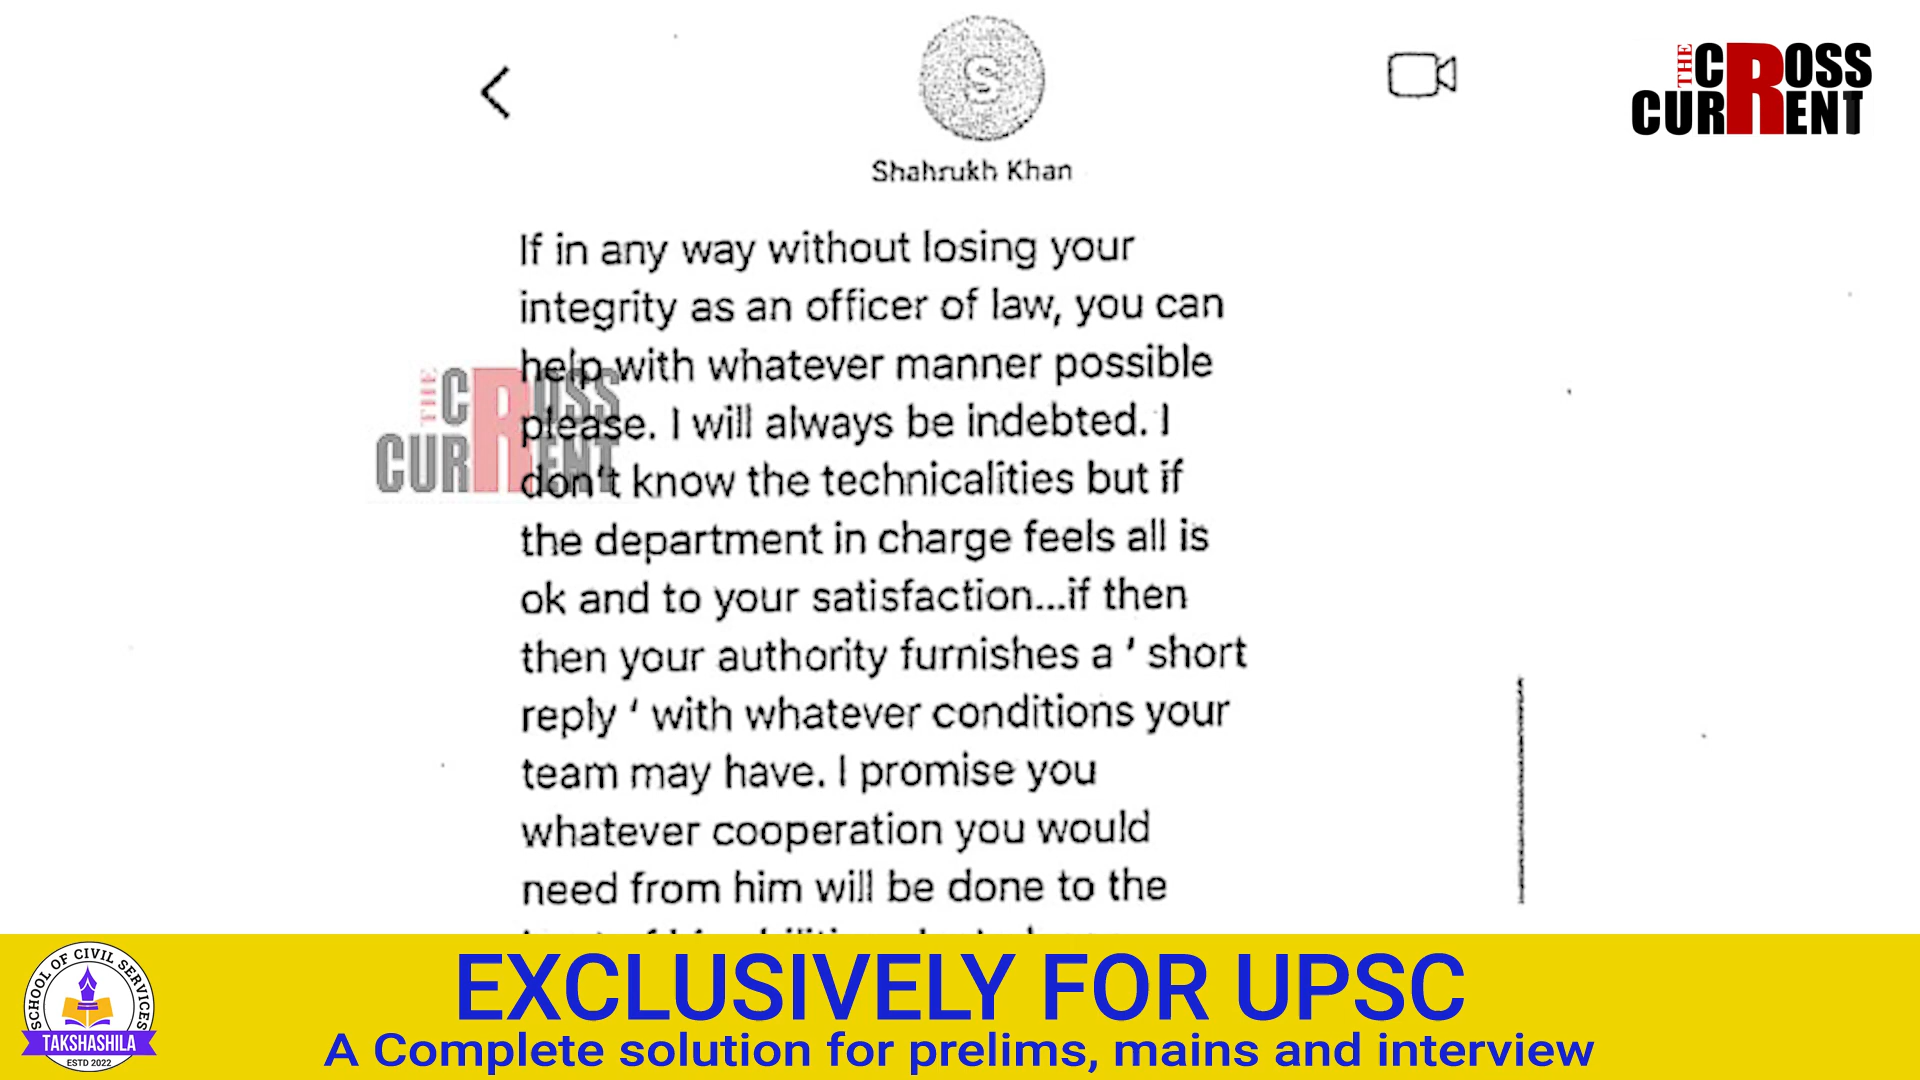 THE CROSS
CURRENT
S
Shahrukh Khan
If in any way without losing your
integrity as an officer of law, you can
help with whatever manner possible
please. I will always be indebted. I
don't know the technicalities but if
the department in charge feels all is
ok and to your satisfaction...if then
then your authority furnishes a ' short
reply ' with whatever conditions your
team may have. I promise you
whatever cooperation you would
need from him will be done to the
THE CROSS
CURRENT
EXCLUSIVELY FOR UPSC
A Complete solution for prelims, mains and interview
SCHOOL OF CIVIL SERVICES
TAKSHASHILA
ESTD 2022